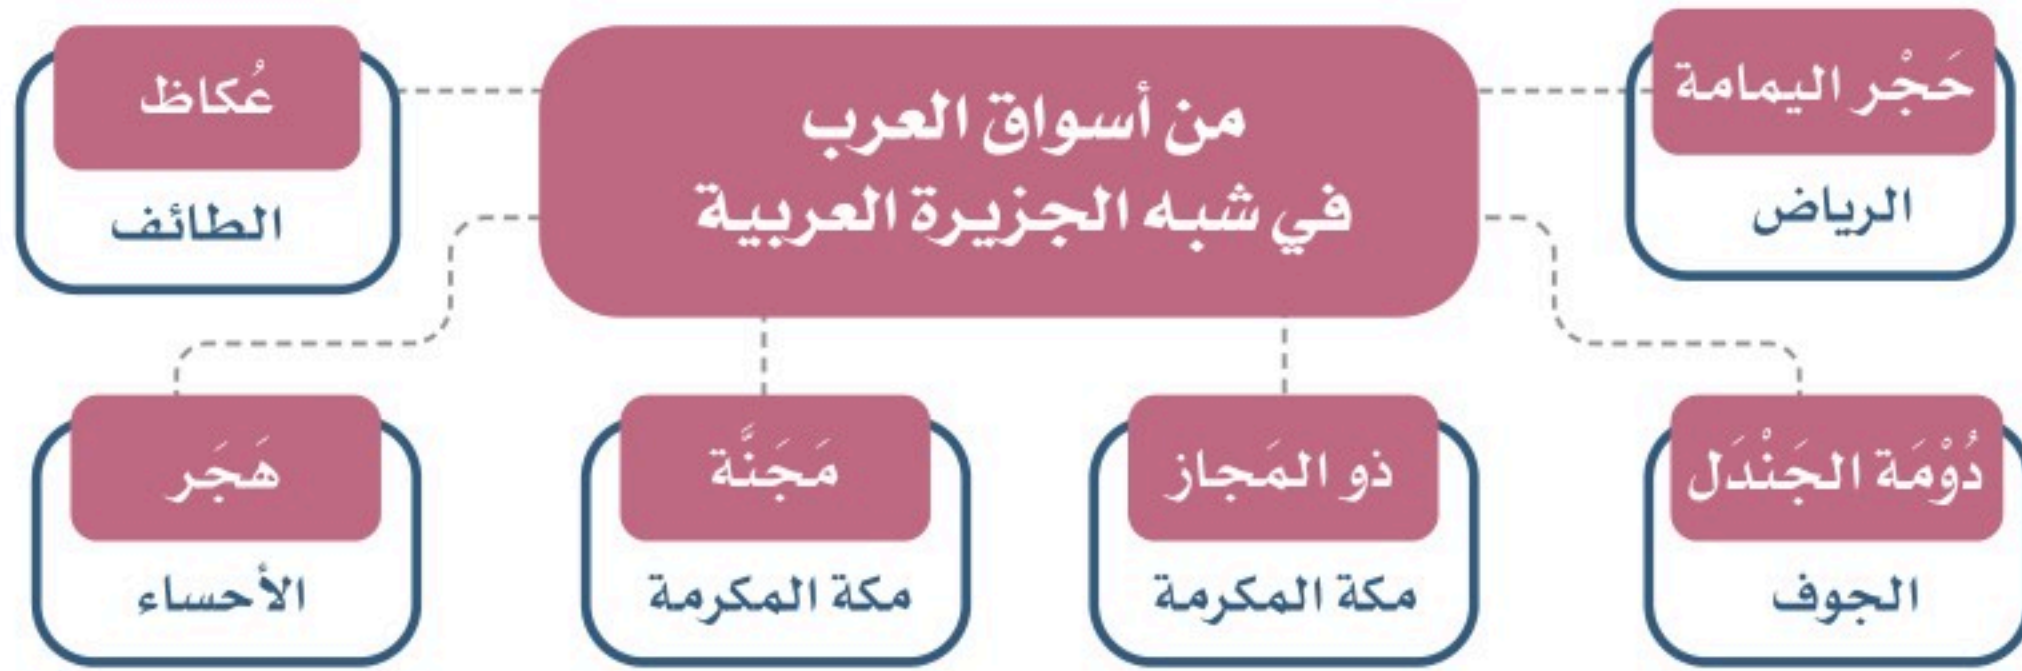 من أسواق العرب
في شبه الجزيرة العربية
حَجْر اليمامة
الرياض
عُكاظ
الطائف
دُوْمَة الجَنْدَل
الجوف
ذو المَجاز
مكة المكرمة
مَجَنَّة
مكة المكرمة
هَجَر
الأحساء